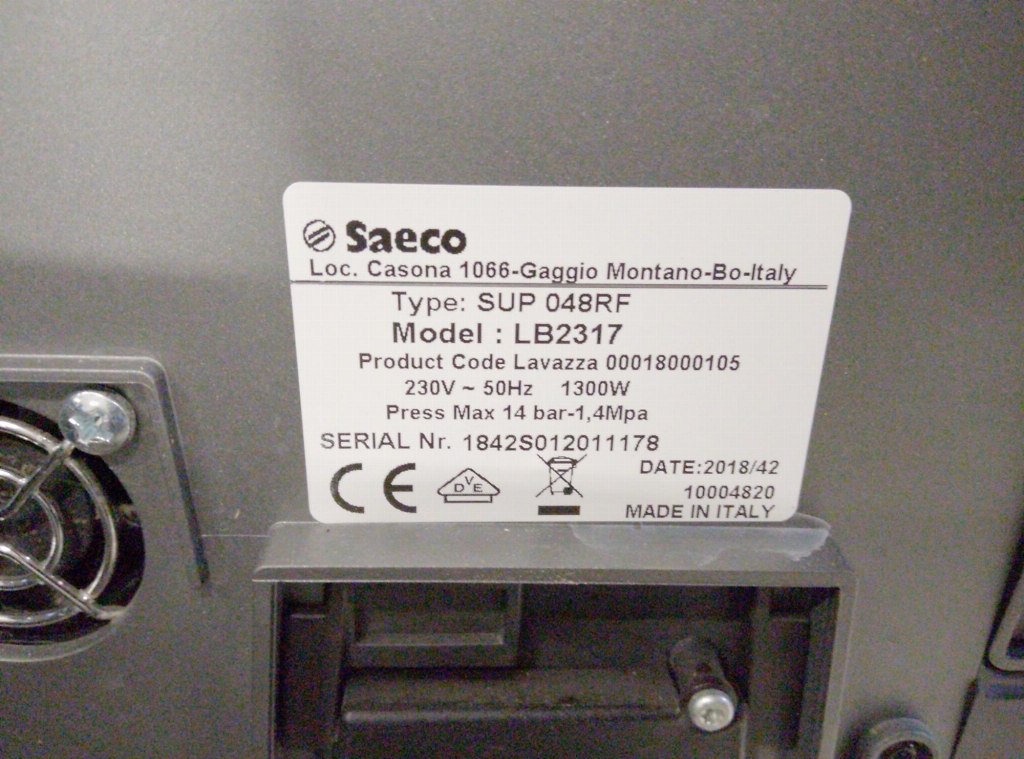 Saeco
Loc. Casona 1066-Gaggio Montano-Bo-Italy
Type: SUP 048RF
Model : LB2317
Product Code Lavazza 00018000105
230V ~ 50Hz 1300W
Press Max 14 bar-1,4Mpa
SERIAL Nr. 1842S012011178
CE DVE
DATE:2018/42
10004820
MADE IN ITALY